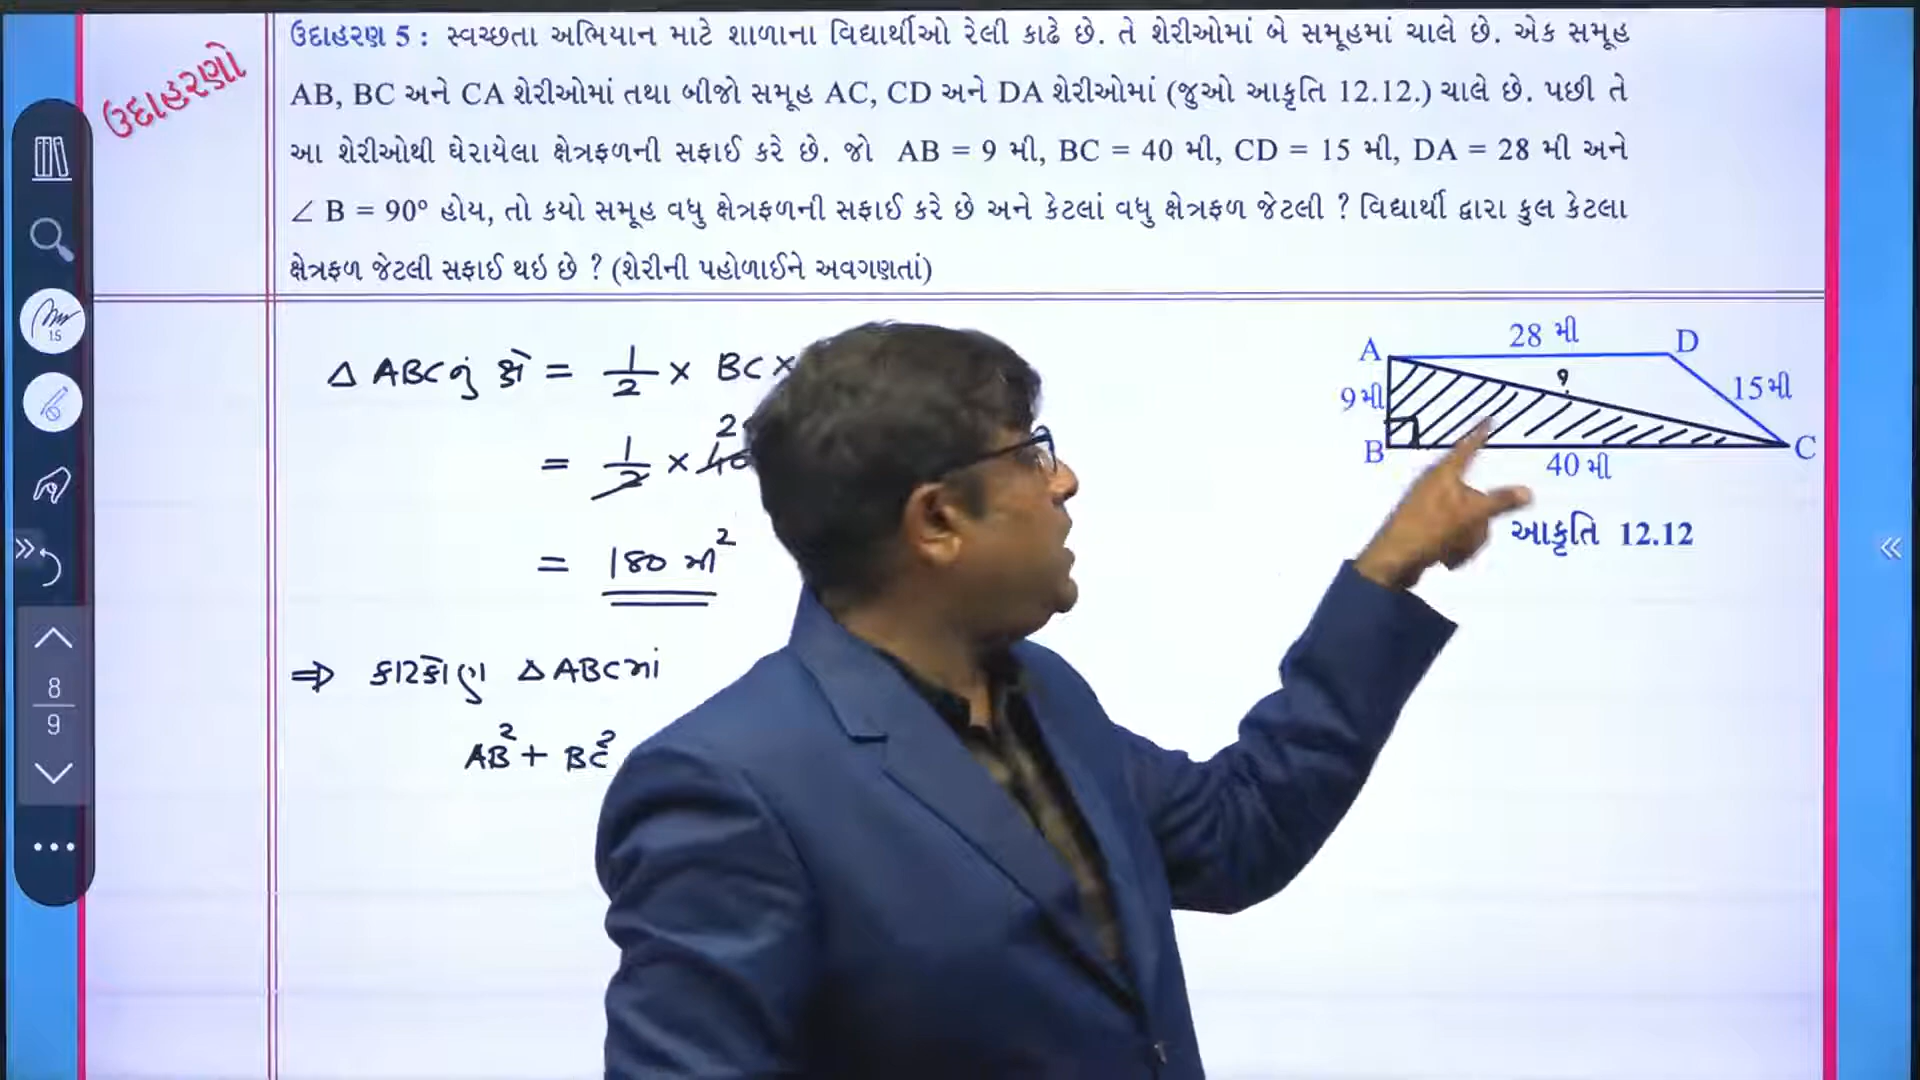 ઉદાહરણો
ઉદાહરણ 5 : સ્વચ્છતા અભિયાન માટે શાળાના વિદ્યાર્થીઓ રેલી કાઢે છે. તે શેરીઓમાં બે સમૂહમાં ચાલે છે. એક સમૂહ
AB, BC અને CA શેરીઓમાં તથા બીજો સમૂહ AC, CD અને DA શેરીઓમાં (જુઓ આકૃતિ 12.12.) ચાલે છે. પછી તે
આ શેરીઓથી ઘેરાયેલા ક્ષેત્રફળની સફાઈ કરે છે. જો AB = 9 મી, BC = 40 મી, CD = 15 મી, DA = 28 મી અને
∠ B = 90° હોય, તો કયો સમૂહ વધુ ક્ષેત્રફળની સફાઈ કરે છે અને કેટલાં વધુ ક્ષેત્રફળ જેટલી ? વિદ્યાર્થી દ્વારા કુલ કેટલા
ક્ષેત્રફળ જેટલી સફાઈ થઇ છે ? (શેરીની પહોળાઈને અવગણતાં)
△ ABCનું ક્ષે = 1/2 × BC ×
= 1/2 × 40
= 180 મી²
⇒ કાટકોણ △ ABCમાં
AB² + BC²
28 મી
A
D
?
9 મી
15 મી
B
C
40 મી
આકૃતિ 12.12
15
8
9